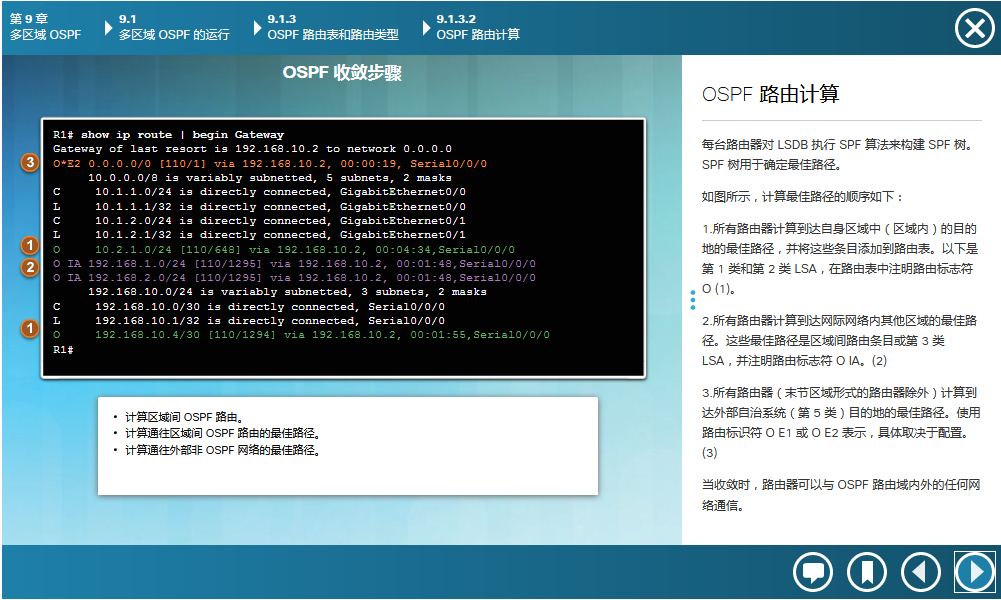 第 9 章
多区域 OSPF
9.1
多区域 OSPF 的运行
9.1.3
OSPF 路由表和路由类型
9.1.3.2
OSPF 路由计算
OSPF 收敛步骤
R1# show ip route | begin Gateway
Gateway of last resort is 192.168.10.2 to network 0.0.0.0
3 O*E2 0.0.0.0/0 [110/1] via 192.168.10.2, 00:00:19, Serial0/0/0
10.0.0.0/8 is variably subnetted, 5 subnets, 2 masks
C 10.1.1.0/24 is directly connected, GigabitEthernet0/0
L 10.1.1.1/32 is directly connected, GigabitEthernet0/0
C 10.1.2.0/24 is directly connected, GigabitEthernet0/1
L 10.1.2.1/32 is directly connected, GigabitEthernet0/1
1 O 10.2.1.0/24 [110/648] via 192.168.10.2, 00:04:34,Serial0/0/0
2 O IA 192.168.1.0/24 [110/1295] via 192.168.10.2, 00:01:48,Serial0/0/0
O IA 192.168.2.0/24 [110/1295] via 192.168.10.2, 00:01:48,Serial0/0/0
192.168.10.0/24 is variably subnetted, 3 subnets, 2 masks
C 192.168.10.0/30 is directly connected, Serial0/0/0
L 192.168.10.1/32 is directly connected, Serial0/0/0
1 O 192.168.10.4/30 [110/1294] via 192.168.10.2, 00:01:55,Serial0/0/0
R1#
• 计算区域间 OSPF 路由。
• 计算通往区域间 OSPF 路由的最佳路径。
• 计算通往外部非 OSPF 网络的最佳路径。
OSPF 路由计算
每台路由器对 LSDB 执行 SPF 算法来构建 SPF 树。
SPF 树用于确定最佳路径。
如图所示，计算最佳路径的顺序如下：
1.所有路由器计算到达自身区域中（区域内）的目的
地的最佳路径，并将这些条目添加到路由表。以下是
第 1 类和第 2 类 LSA，在路由表中注明路由标志符
O (1)。
2.所有路由器计算到达网际网络内其他区域的最佳路
径。这些最佳路径是区域间路由条目或第 3 类
LSA，并注明路由标志符 O IA。(2)
3.所有路由器（末节区域形式的路由器除外）计算到
达外部自治系统（第 5 类）目的地的最佳路径。使用
路由标识符 O E1 或 O E2 表示，具体取决于配置。
(3)
当收敛时，路由器可以与 OSPF 路由域内外的任何网
络通信。